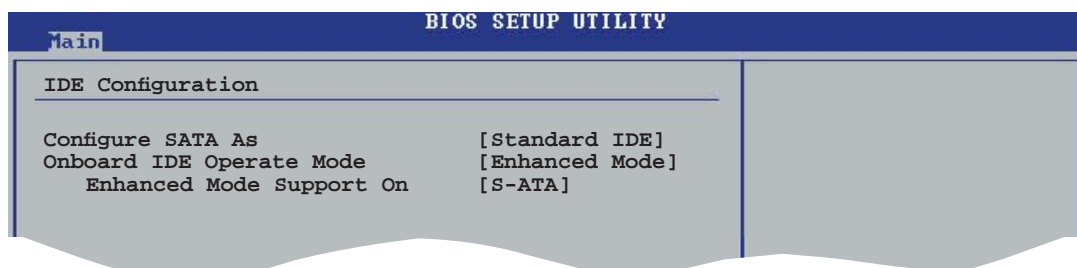 BIOS SETUP UTILITY
Main
IDE Configuration
Configure SATA As [Standard IDE]
Onboard IDE Operate Mode [Enhanced Mode]
Enhanced Mode Support On [S-ATA]